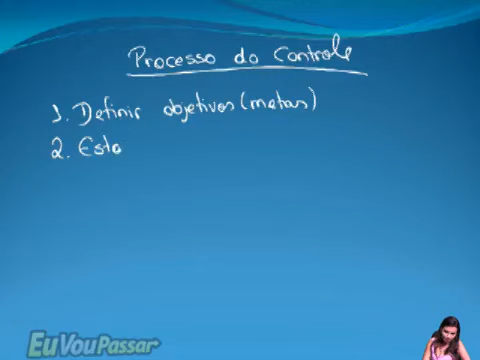 Processo do Controle
1. Definir objetivos (metas)
2. Esta
EuVouPassar